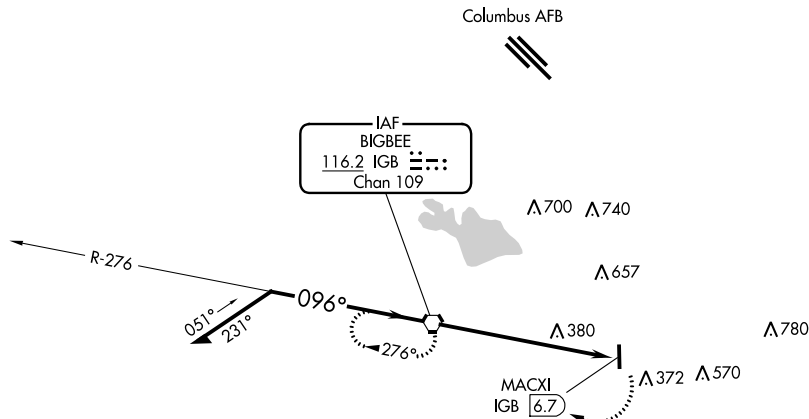 Columbus AFB
IAF
BIGBEE
116.2 IGB
Chan 109
700
740
R-276
657
051°
231°
096°
276°
380
780
MACXI
IGB 6.7
372
570